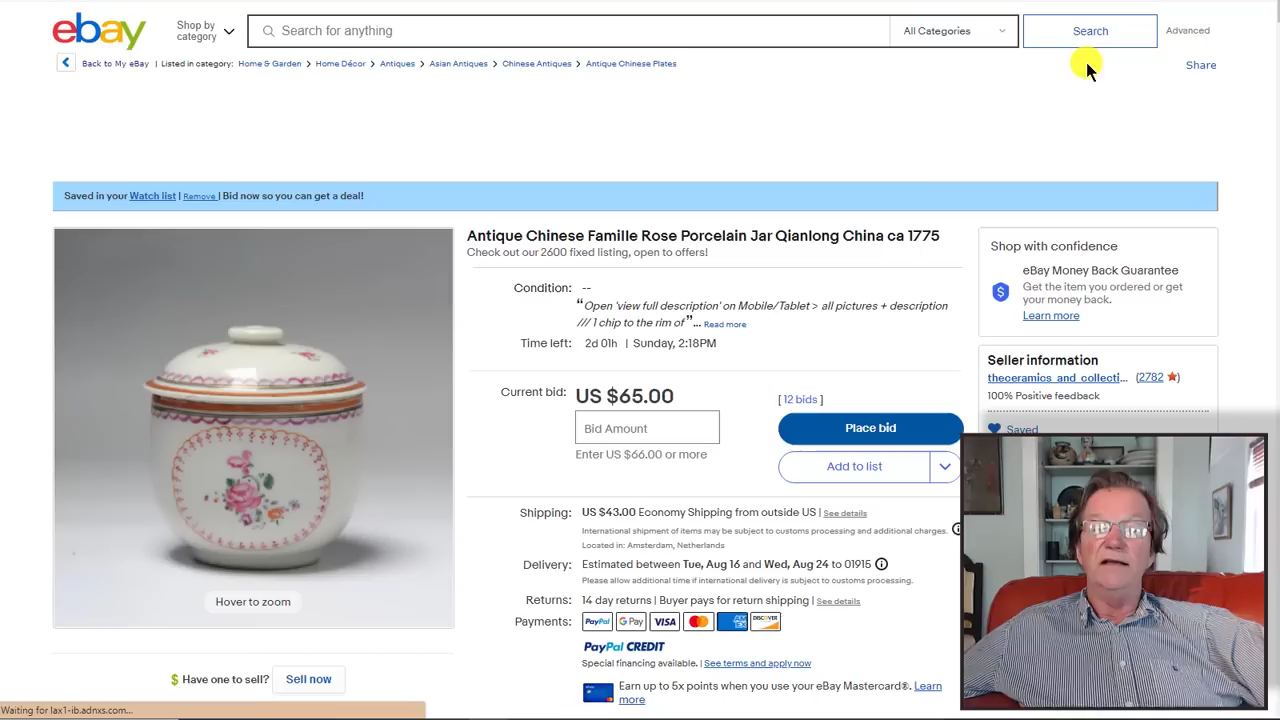 ebay
Shop by category
Search for anything
All Categories
Search
Advanced
Back to My eBay | Listed in category: Home & Garden > Home Décor > Antiques > Asian Antiques > Chinese Antiques > Antique Chinese Plates
Share
Saved in your Watch list | Remove | Bid now so you can get a deal!
Antique Chinese Famille Rose Porcelain Jar Qianlong China ca 1775
Check out our 2600 fixed listing, open to offers!
Condition: --
“Open 'view full description' on Mobile/Tablet > all pictures + description
/// 1 chip to the rim of”... Read more
Time left: 2d 01h | Sunday, 2:18PM
Current bid: US $65.00 [ 12 bids ]
Bid Amount
Place bid
Enter US $66.00 or more
Add to list
Shipping: US $43.00 Economy Shipping from outside US | See details
International shipment of items may be subject to customs processing and additional charges.
Located in: Amsterdam, Netherlands
Delivery: Estimated between Tue, Aug 16 and Wed, Aug 24 to 01915
Please allow additional time if international delivery is subject to customs processing.
Returns: 14 day returns | Buyer pays for return shipping | See details
Payments: PayPal G Pay VISA MasterCard AMEX DISCOVER
PayPal CREDIT
Special financing available. | See terms and apply now
Earn up to 5x points when you use your eBay Mastercard®. Learn
more
Shop with confidence
eBay Money Back Guarantee
Get the item you ordered or get
your money back.
Learn more
Seller information
theceramics_and_collecti... (2782 )
100% Positive feedback
Saved
Hover to zoom
Have one to sell? Sell now
Waiting for lax1-ib.adnxs.com...